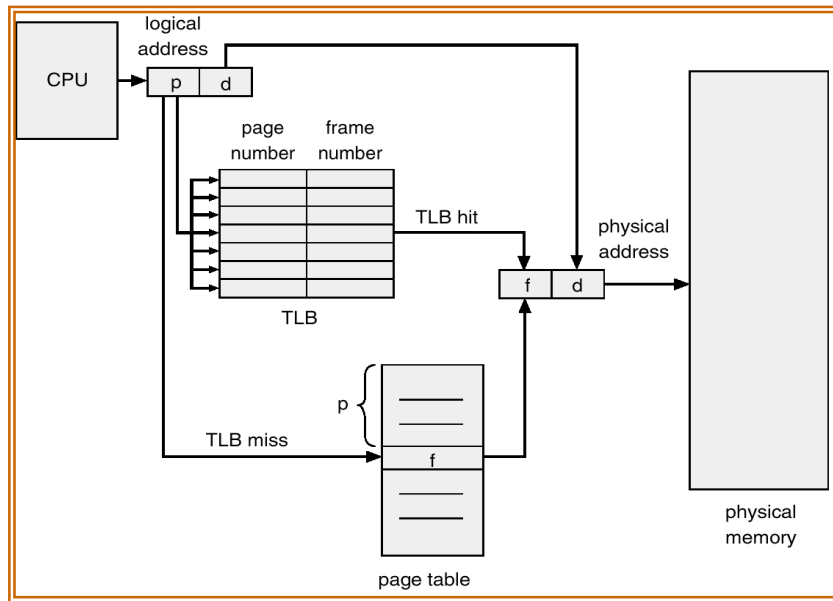 logical
address
CPU
p d
page
number
frame
number
TLB hit
physical
address
f d
TLB
p
TLB miss
f
page table
physical
memory